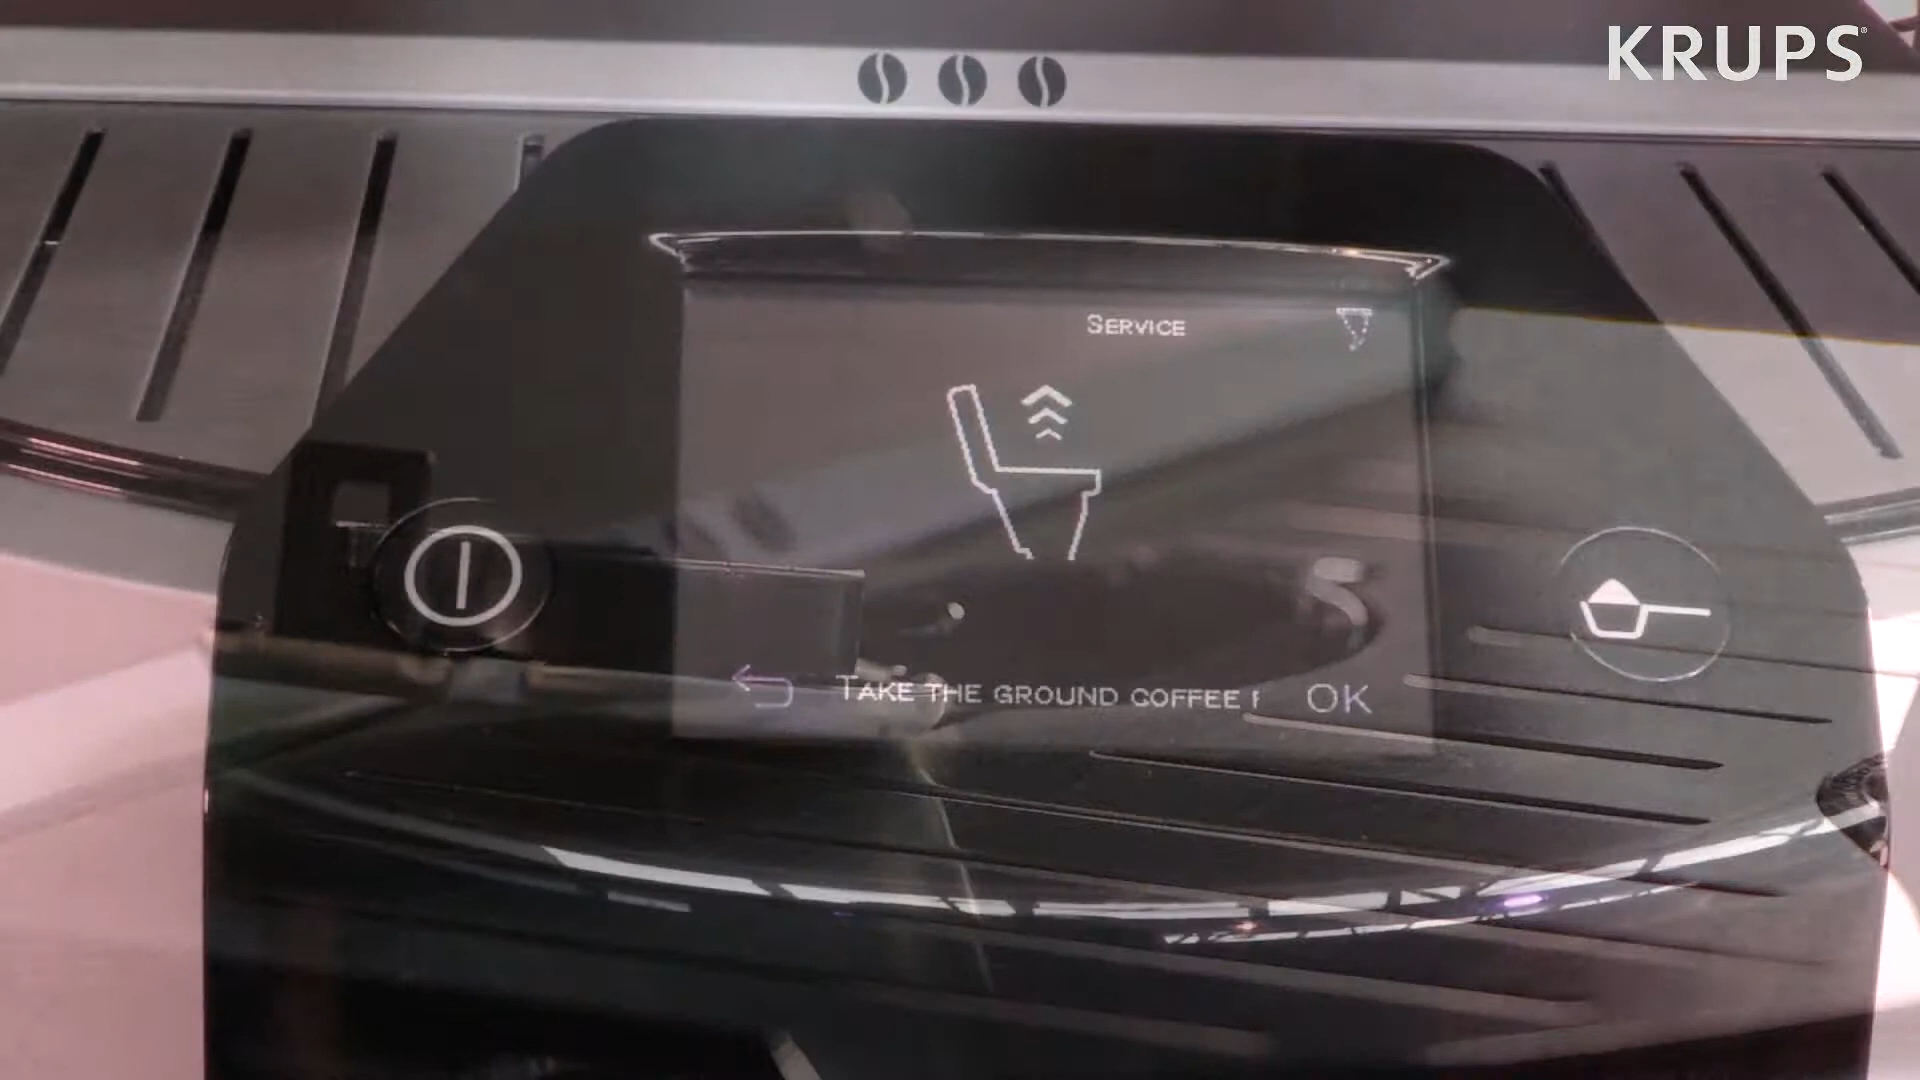 KRUPS
SERVICE
TAKE THE GROUND COFFEE
OK